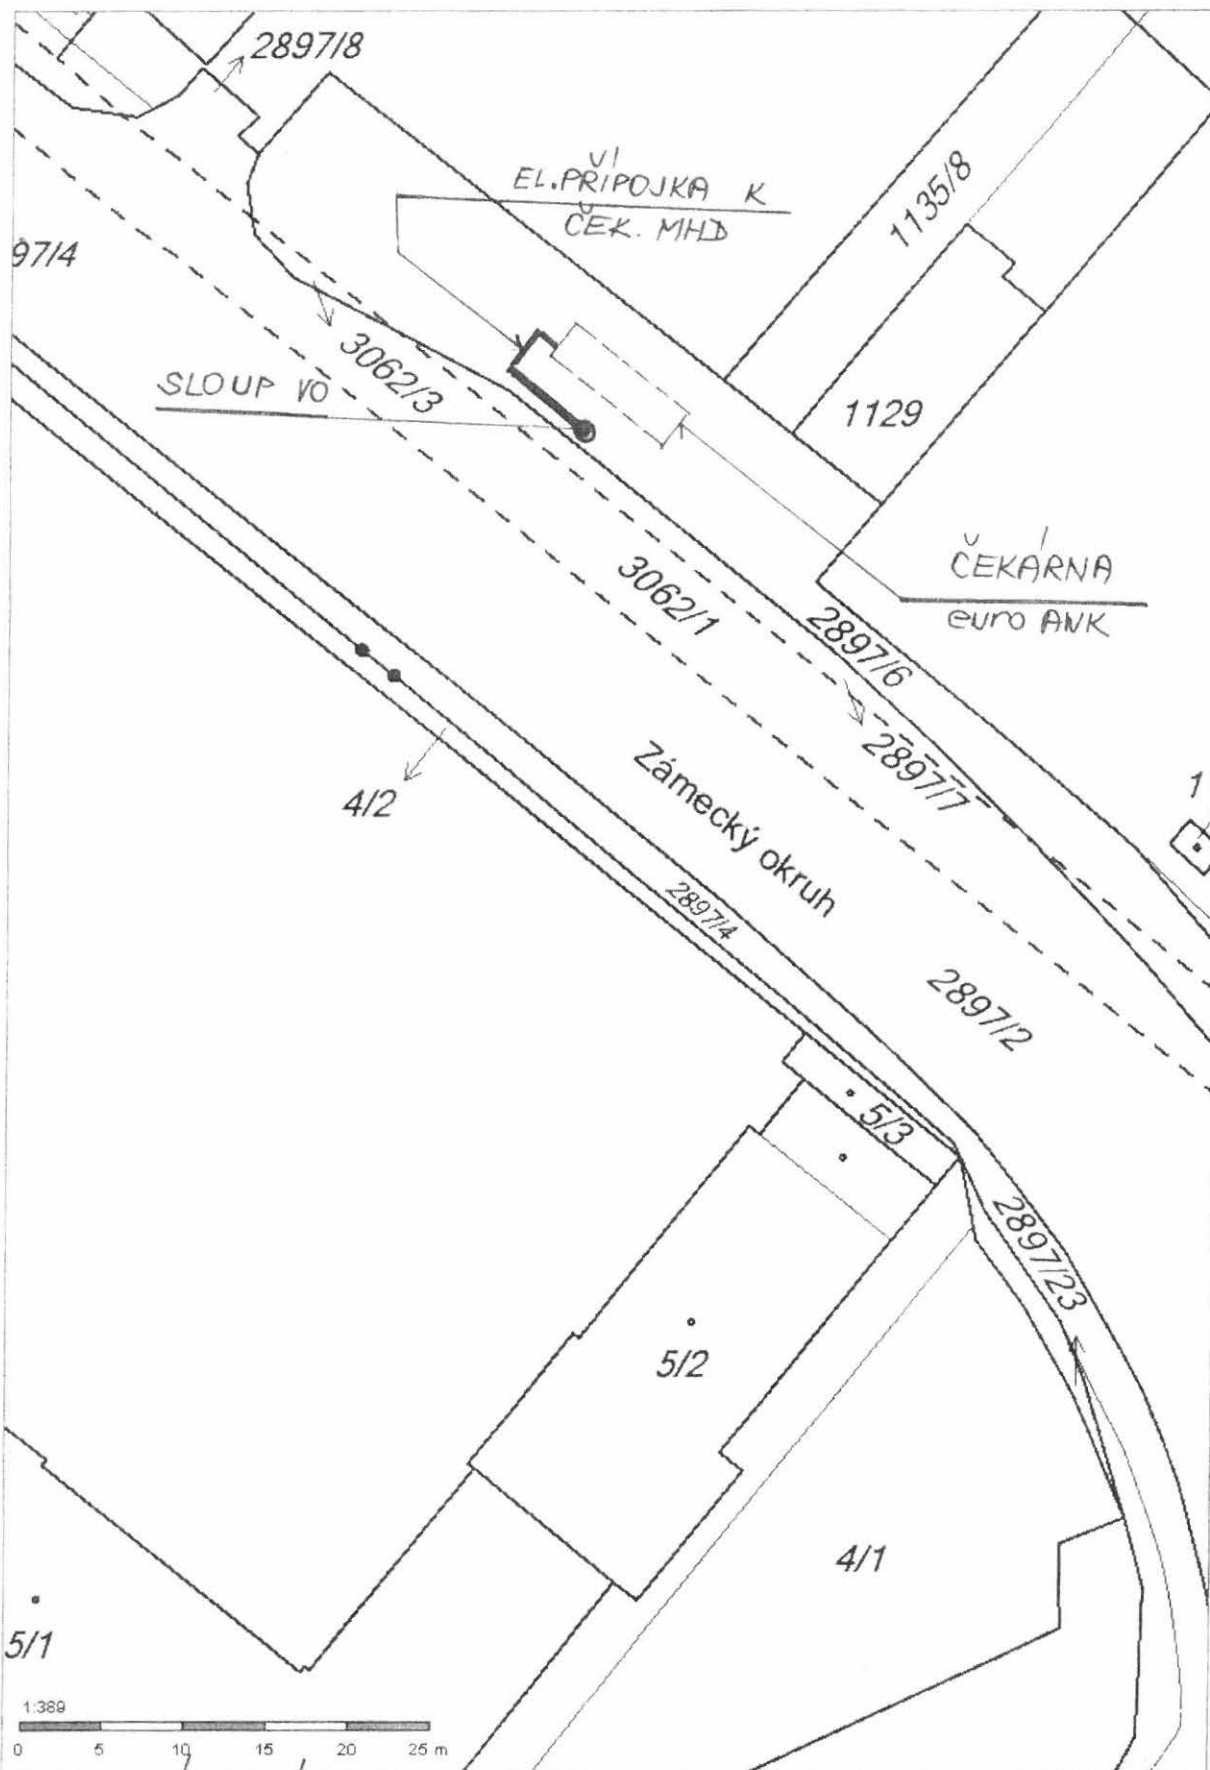 2897/8
EL.PŘÍPOJKA K
ČEK. MHD
1135/8
97/4
3062/3
SLOUP VO
1129
ČEKÁRNA
euro ANK
3062/1
2897/6
2897/7
4/2
Zámecký okruh
1
2897/4
2897/2
5/3
2897/23
5/2
4/1
5/1
1:389
0 5 10 15 20 25 m